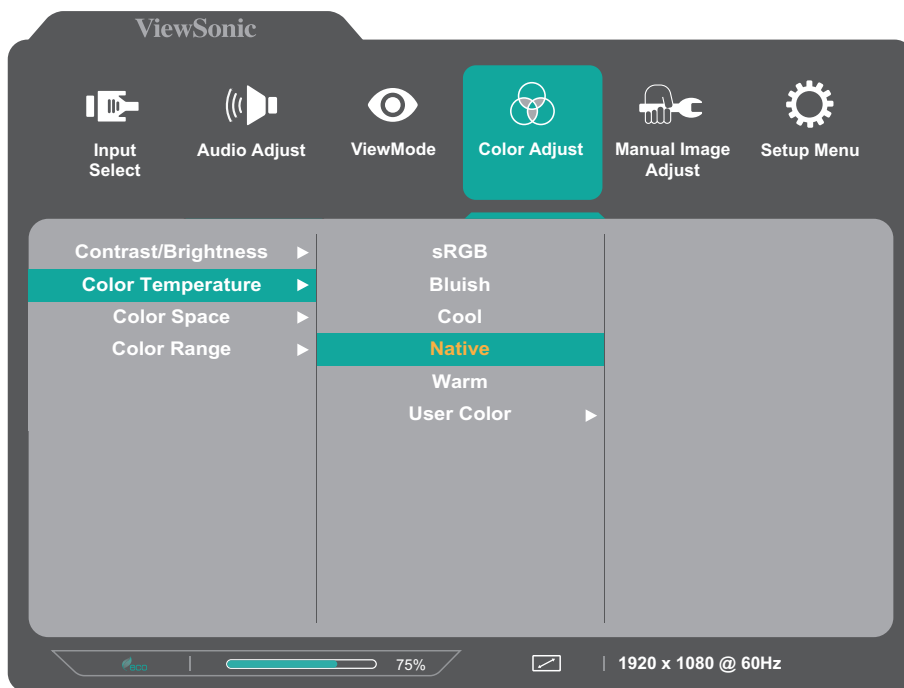 ViewSonic
Input
Select
Audio Adjust
ViewMode
Color Adjust
Manual Image
Adjust
Setup Menu
Contrast/Brightness
Color Temperature
Color Space
Color Range
sRGB
Bluish
Cool
Native
Warm
User Color
eco
75%
1920 x 1080 @ 60Hz